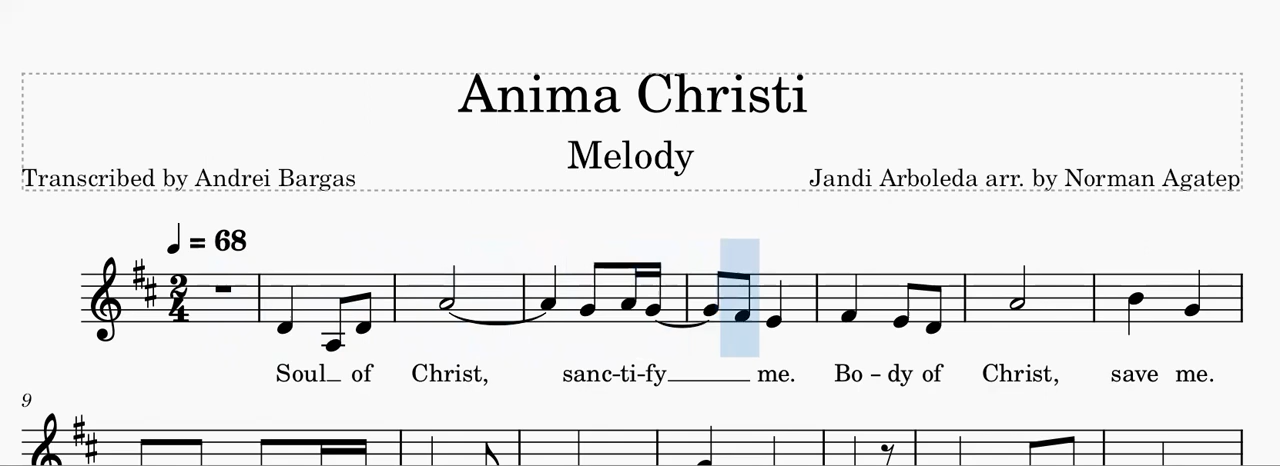 Anima Christi
Melody
Transcribed by Andrei Bargas
Jandi Arboleda arr. by Norman Agatep
♩ = 68
2
4
Soul_ of Christ, sanc-ti-fy______ me. Bo - dy of Christ, save me.
9